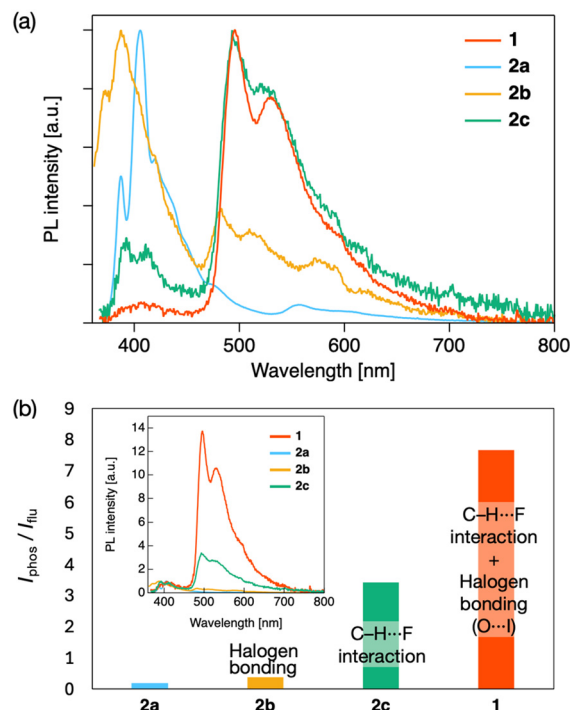 (a)
PL intensity [a.u.]
1
2a
2b
2c
400
500
600
700
800
Wavelength [nm]
(b)
I_phos / I_flu
9
8
7
6
5
4
3
2
1
0
PL intensity [a.u.]
14
12
10
8
6
4
2
0
1
2a
2b
2c
400 500 600 700 800
Wavelength [nm]
Halogen
bonding
C–H···F
interaction
C–H···F
interaction
+
Halogen
bonding
(O···I)
2a
2b
2c
1